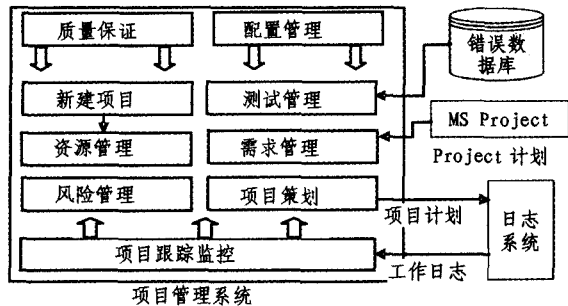 质量保证
配置管理
错误数
据库
新建项目
测试管理
MS Project
资源管理
需求管理
Project 计划
风险管理
项目策划
项目计划
日志
系统
项目跟踪监控
工作日志
项目管理系统